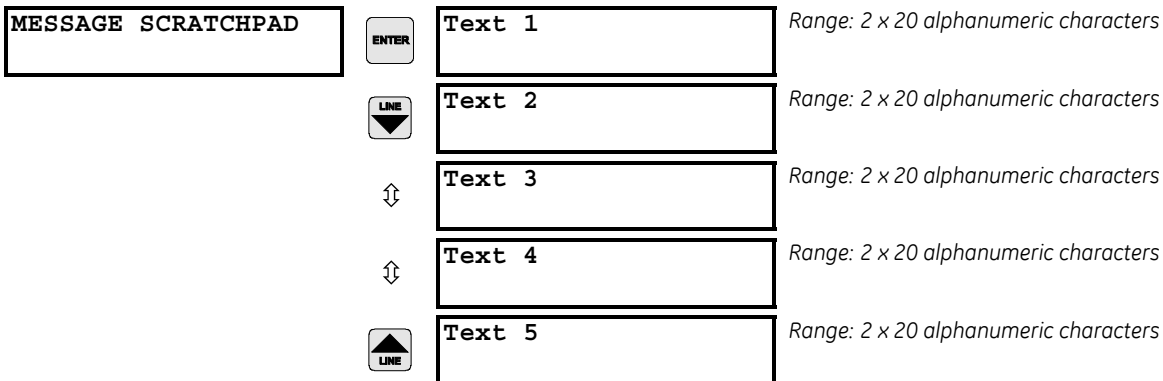 MESSAGE SCRATCHPAD
ENTER
Text 1
Range: 2 x 20 alphanumeric characters
LINE
Text 2
Range: 2 x 20 alphanumeric characters
⇕
Text 3
Range: 2 x 20 alphanumeric characters
⇕
Text 4
Range: 2 x 20 alphanumeric characters
LINE
Text 5
Range: 2 x 20 alphanumeric characters